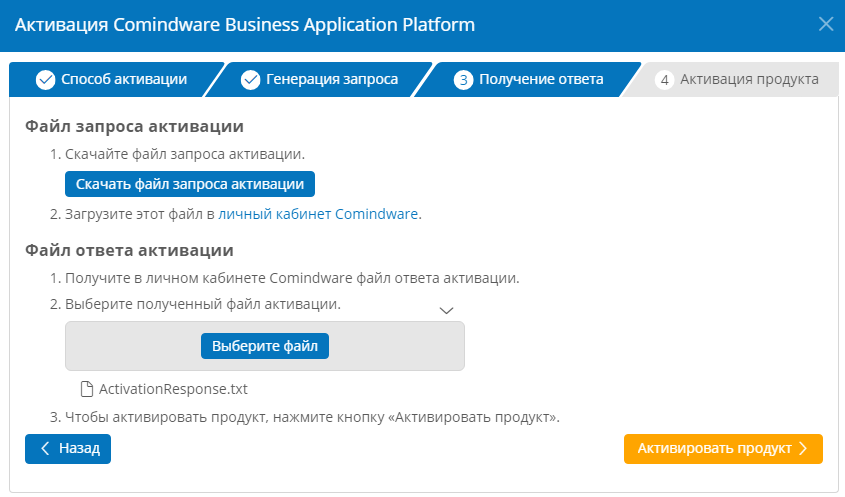 Активация Comindware Business Application Platform
Способ активации
Генерация запроса
3 Получение ответа
4 Активация продукта
Файл запроса активации
1. Скачайте файл запроса активации.
Скачать файл запроса активации
2. Загрузите этот файл в личный кабинет Comindware.
Файл ответа активации
1. Получите в личном кабинете Comindware файл ответа активации.
2. Выберите полученный файл активации.
Выберите файл
ActivationResponse.txt
3. Чтобы активировать продукт, нажмите кнопку «Активировать продукт».
Назад
Активировать продукт